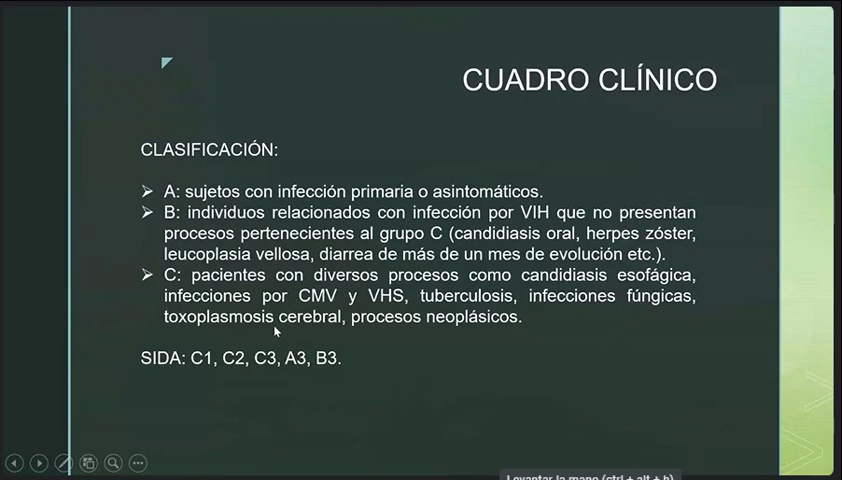 CUADRO CLÍNICO
CLASIFICACIÓN:
A: sujetos con infección primaria o asintomáticos.
B: individuos relacionados con infección por VIH que no presentan
procesos pertenecientes al grupo C (candidiasis oral, herpes zóster,
leucoplasia vellosa, diarrea de más de un mes de evolución etc.).
C: pacientes con diversos procesos como candidiasis esofágica,
infecciones por CMV y VHS, tuberculosis, infecciones fúngicas,
toxoplasmosis cerebral, procesos neoplásicos.
SIDA: C1, C2, C3, A3, B3.
Levantar la mano (ctrl + alt + h)